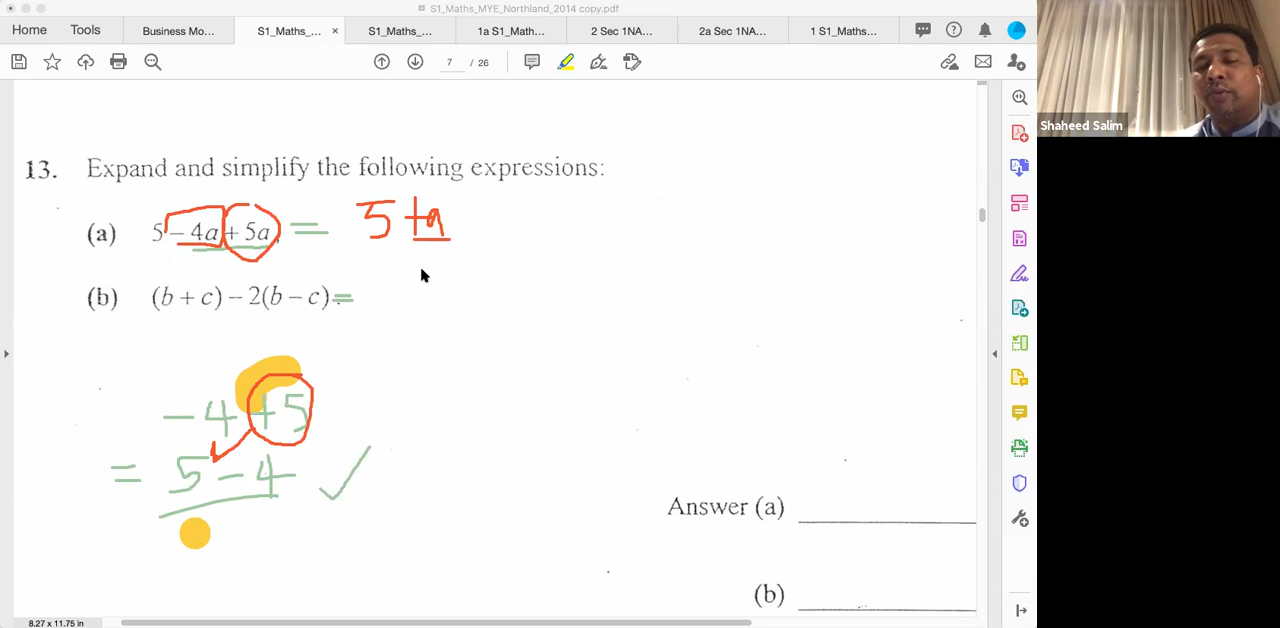 S1_Maths_MYE_Northland_2014 copy.pdf
Home Tools Business Mo... S1_Maths_... × S1_Maths_... 1a S1_Math... 2 Sec 1NA... 2a Sec 1NA... 1 S1_Maths...
7 / 26
Shaheed Salim
13. Expand and simplify the following expressions:
(a) 5 - 4a + 5a, = 5 + a
(b) (b + c) – 2(b – c) =
- 4 + 5
= 5 - 4 ✓
Answer (a)
(b)
8.27 x 11.75 in